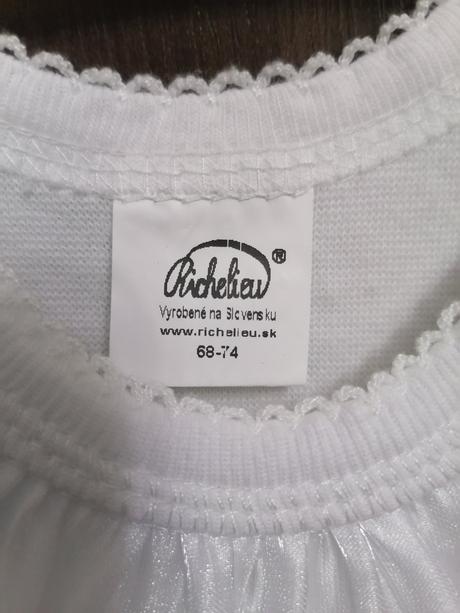 Richelieu ®
Vyrobené na Slovensku
www.richelieu.sk
68-74